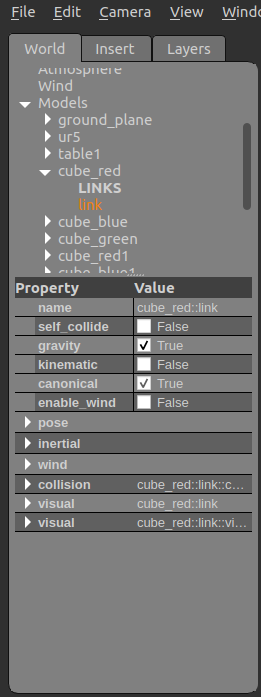 File Edit Camera View Windo
World Insert Layers
Atmosphere
Wind
Models
ground_plane
ur5
table1
cube_red
LINKS
link
cube_blue
cube_green
cube_red1
cube_blue1...
Property Value
name cube_red::link
self_collide False
gravity True
kinematic False
canonical True
enable_wind False
pose
inertial
wind
collision cube_red::link::c...
visual cube_red::link
visual cube_red::link::vi...